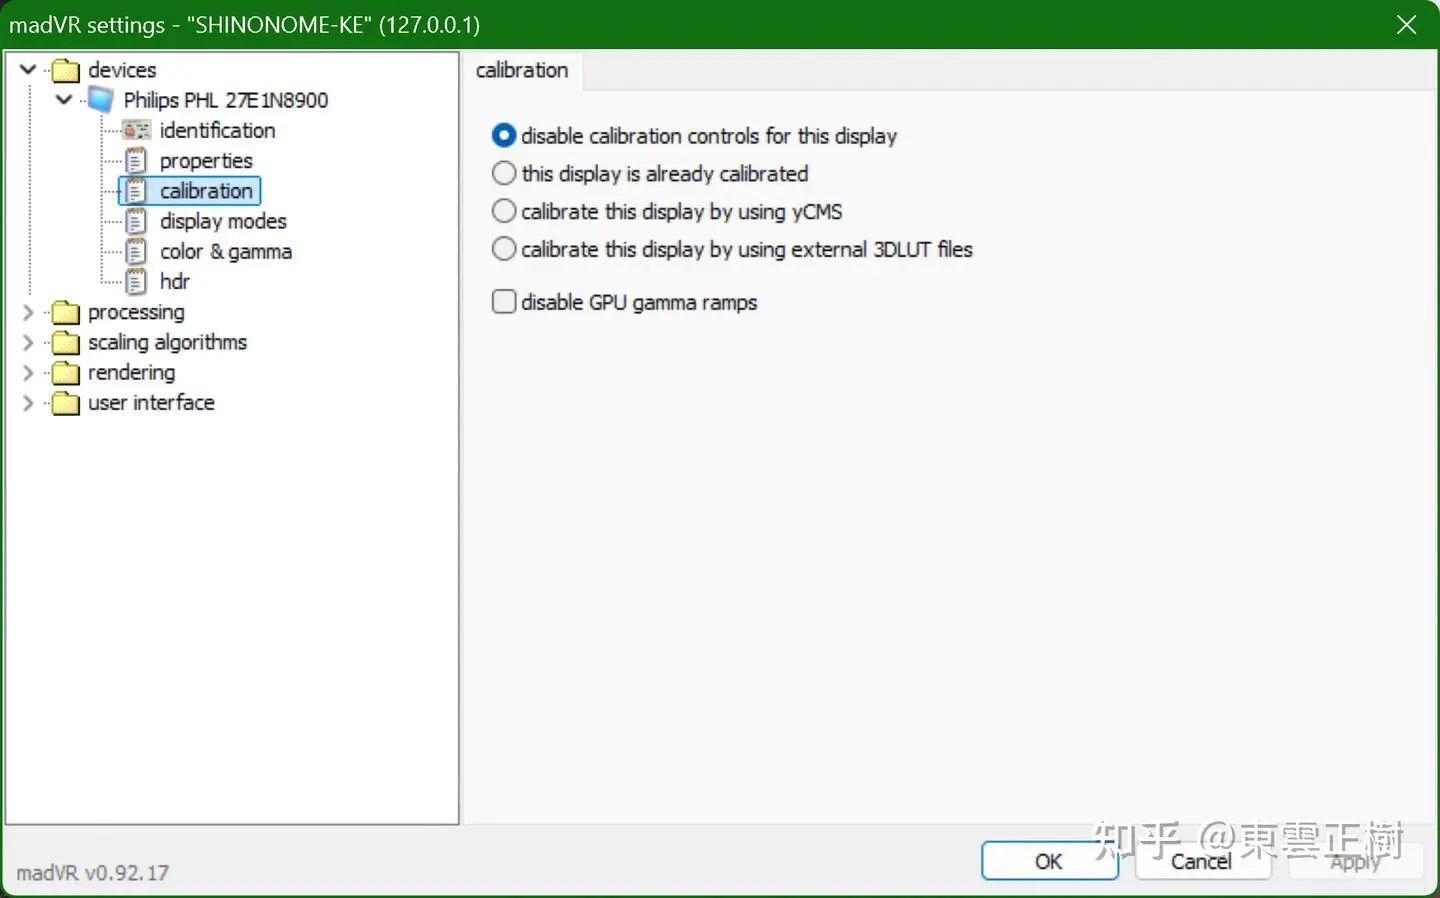 madVR settings - "SHINONOME-KE" (127.0.0.1)
devices
Philips PHL 27E1N8900
identification
properties
calibration
display modes
color & gamma
hdr
processing
scaling algorithms
rendering
user interface
calibration
disable calibration controls for this display
this display is already calibrated
calibrate this display by using yCMS
calibrate this display by using external 3DLUT files
disable GPU gamma ramps
madVR v0.92.17
OK
Cancel
Apply
知乎 @東雲正樹